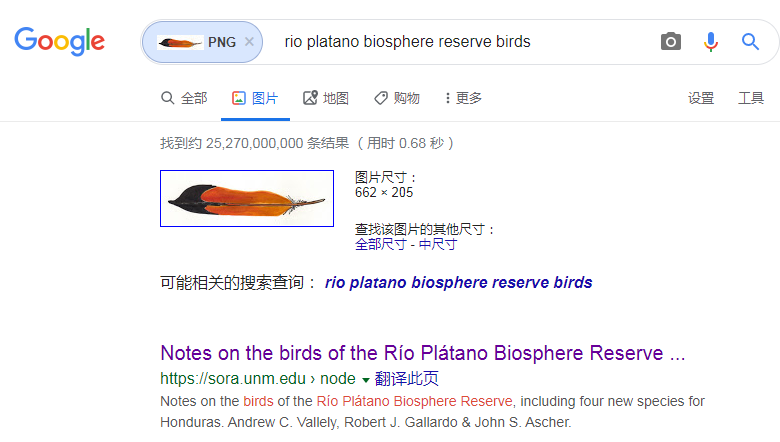 Google
PNG × rio platano biosphere reserve birds
全部 图片 地图 购物 更多 设置 工具
找到约 25,270,000,000 条结果 （用时 0.68 秒）
图片尺寸：
662 × 205
查找该图片的其他尺寸：
全部尺寸 - 中尺寸
可能相关的搜索查询： rio platano biosphere reserve birds
Notes on the birds of the Río Plátano Biosphere Reserve ...
https://sora.unm.edu › node 翻译此页
Notes on the birds of the Río Plátano Biosphere Reserve, including four new species for
Honduras. Andrew C. Vallely, Robert J. Gallardo & John S. Ascher.